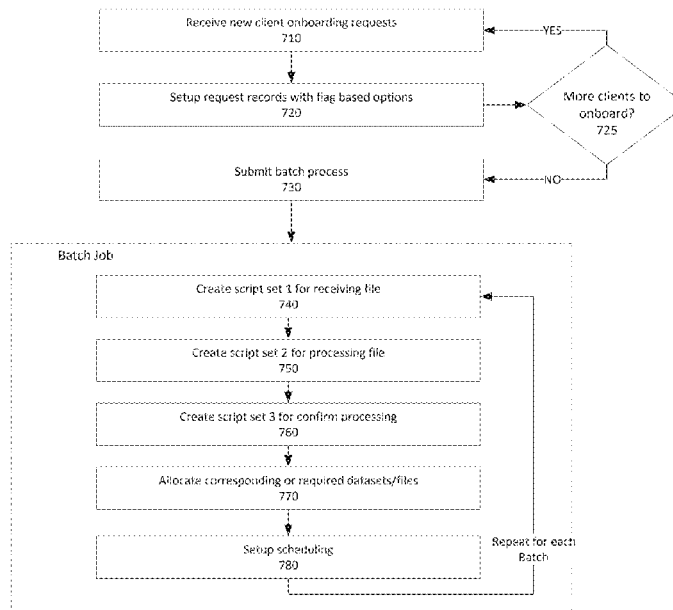 Receive new client onboarding requests
710
YES
Setup request records with flag based options
720
More clients to
onboard?
725
Submit batch process
730
NO
Batch Job
Create script set 1 for receiving file
740
Create script set 2 for processing file
750
Create script set 3 for confirm processing
760
Allocate corresponding or required datasets/files
770
Setup scheduling
780
Repeat for each
Batch